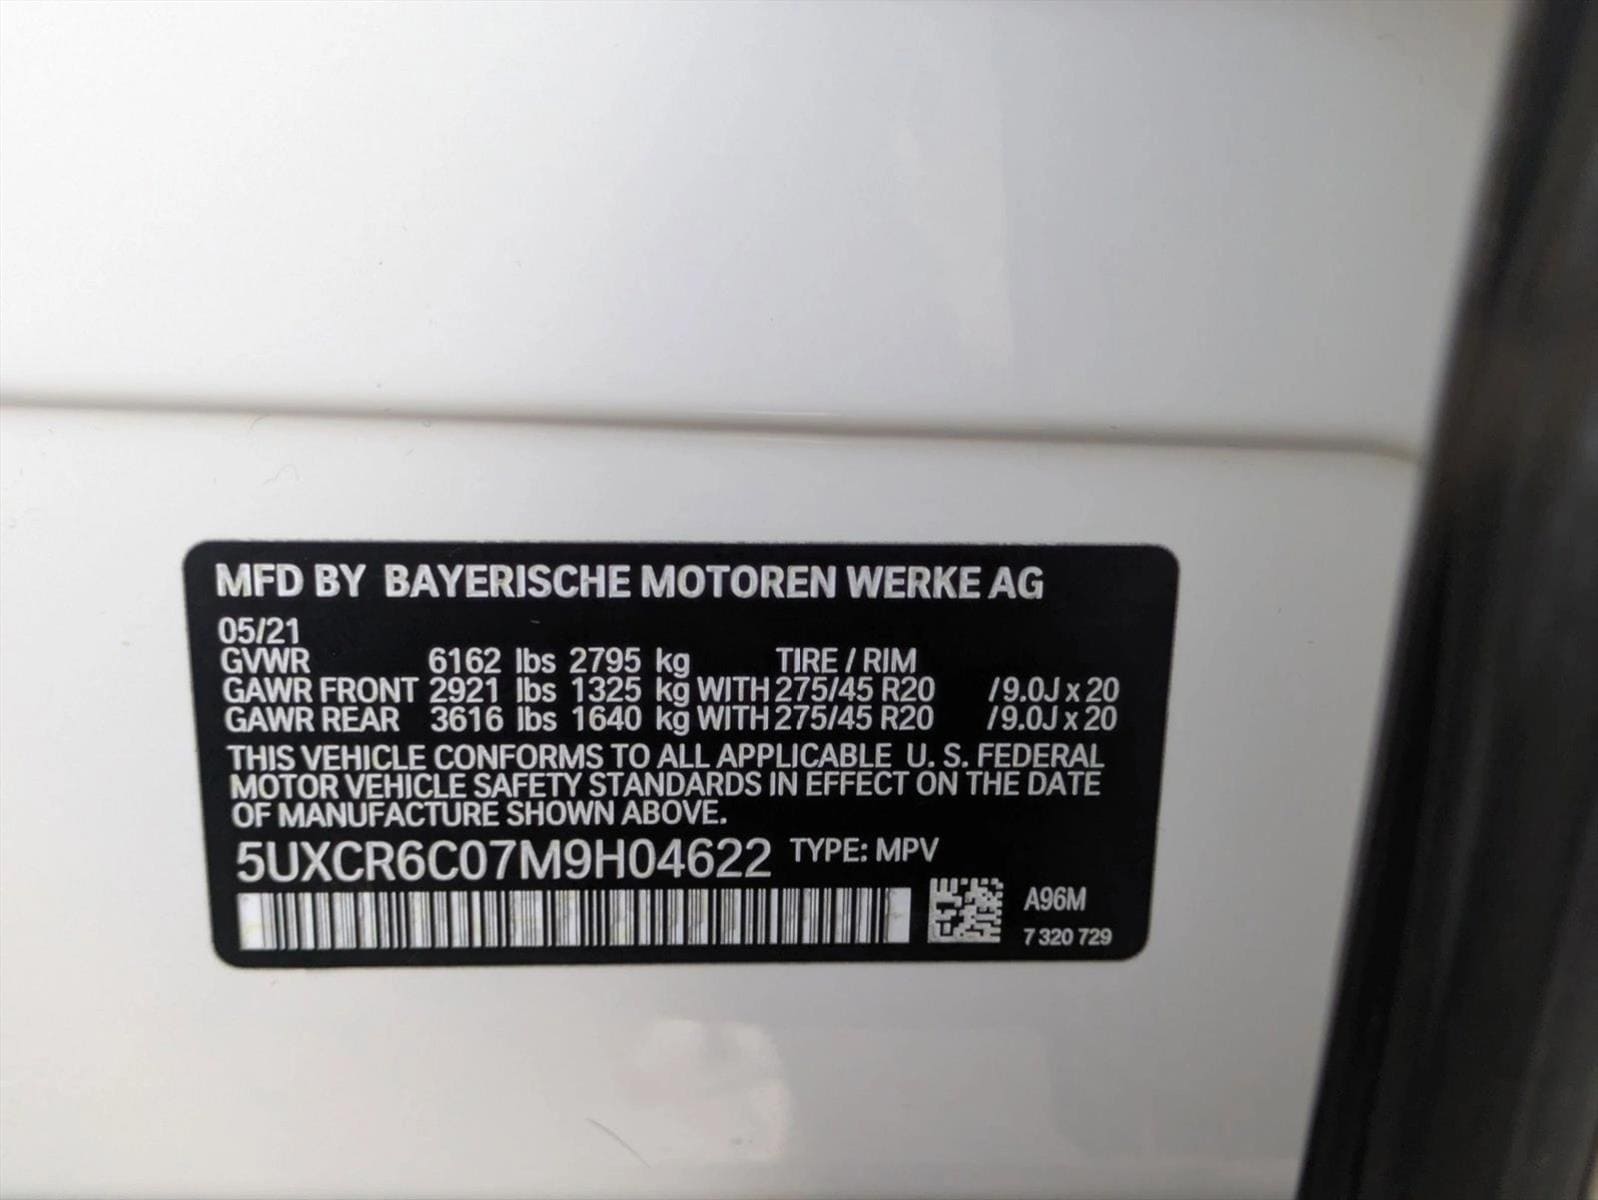 MFD BY BAYERISCHE MOTOREN WERKE AG
05/21
GVWR 6162 lbs 2795 kg TIRE / RIM
GAWR FRONT 2921 lbs 1325 kg WITH 275/45 R20 / 9.0J x 20
GAWR REAR 3616 lbs 1640 kg WITH 275/45 R20 / 9.0J x 20
THIS VEHICLE CONFORMS TO ALL APPLICABLE U. S. FEDERAL
MOTOR VEHICLE SAFETY STANDARDS IN EFFECT ON THE DATE
OF MANUFACTURE SHOWN ABOVE.
5UXCR6C07M9H04622 TYPE: MPV
A96M
7 320 729